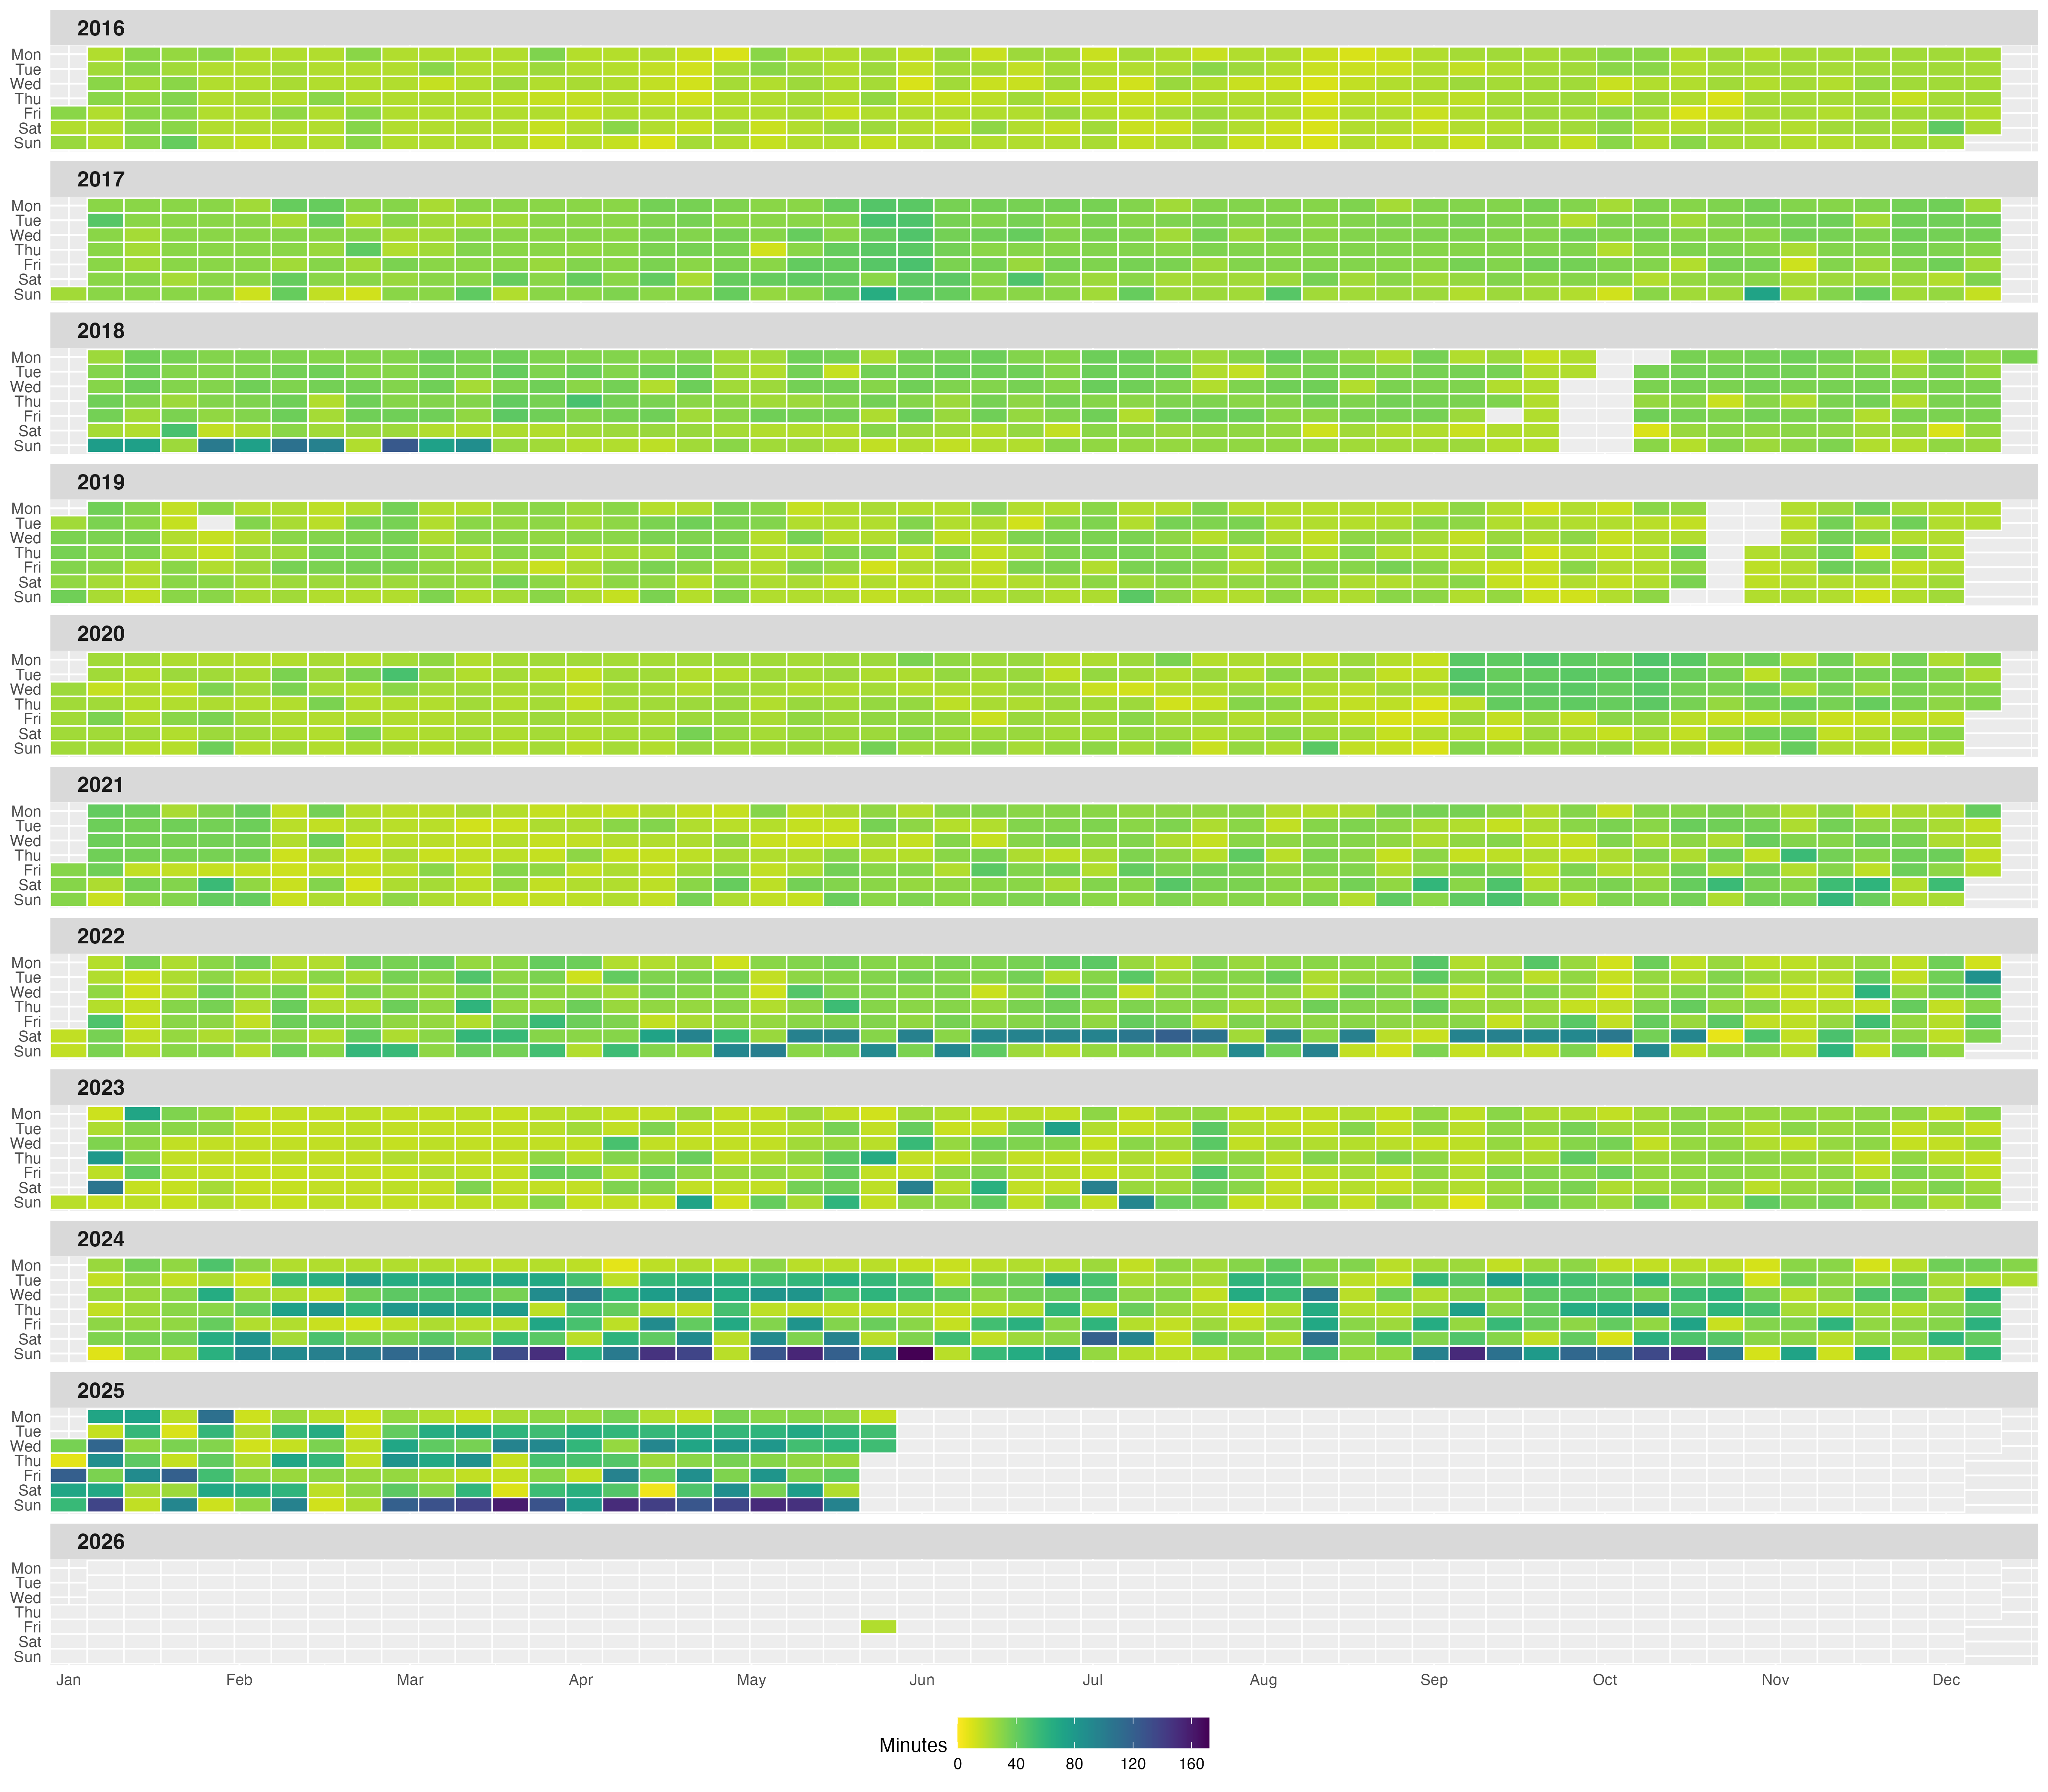 2016
Mon
Tue
Wed
Thu
Fri
Sat
Sun
2017
Mon
Tue
Wed
Thu
Fri
Sat
Sun
2018
Mon
Tue
Wed
Thu
Fri
Sat
Sun
2019
Mon
Tue
Wed
Thu
Fri
Sat
Sun
2020
Mon
Tue
Wed
Thu
Fri
Sat
Sun
2021
Mon
Tue
Wed
Thu
Fri
Sat
Sun
2022
Mon
Tue
Wed
Thu
Fri
Sat
Sun
2023
Mon
Tue
Wed
Thu
Fri
Sat
Sun
2024
Mon
Tue
Wed
Thu
Fri
Sat
Sun
2025
Mon
Tue
Wed
Thu
Fri
Sat
Sun
2026
Mon
Tue
Wed
Thu
Fri
Sat
Sun
Jan Feb Mar Apr May Jun Jul Aug Sep Oct Nov Dec
Minutes
0 40 80 120 160